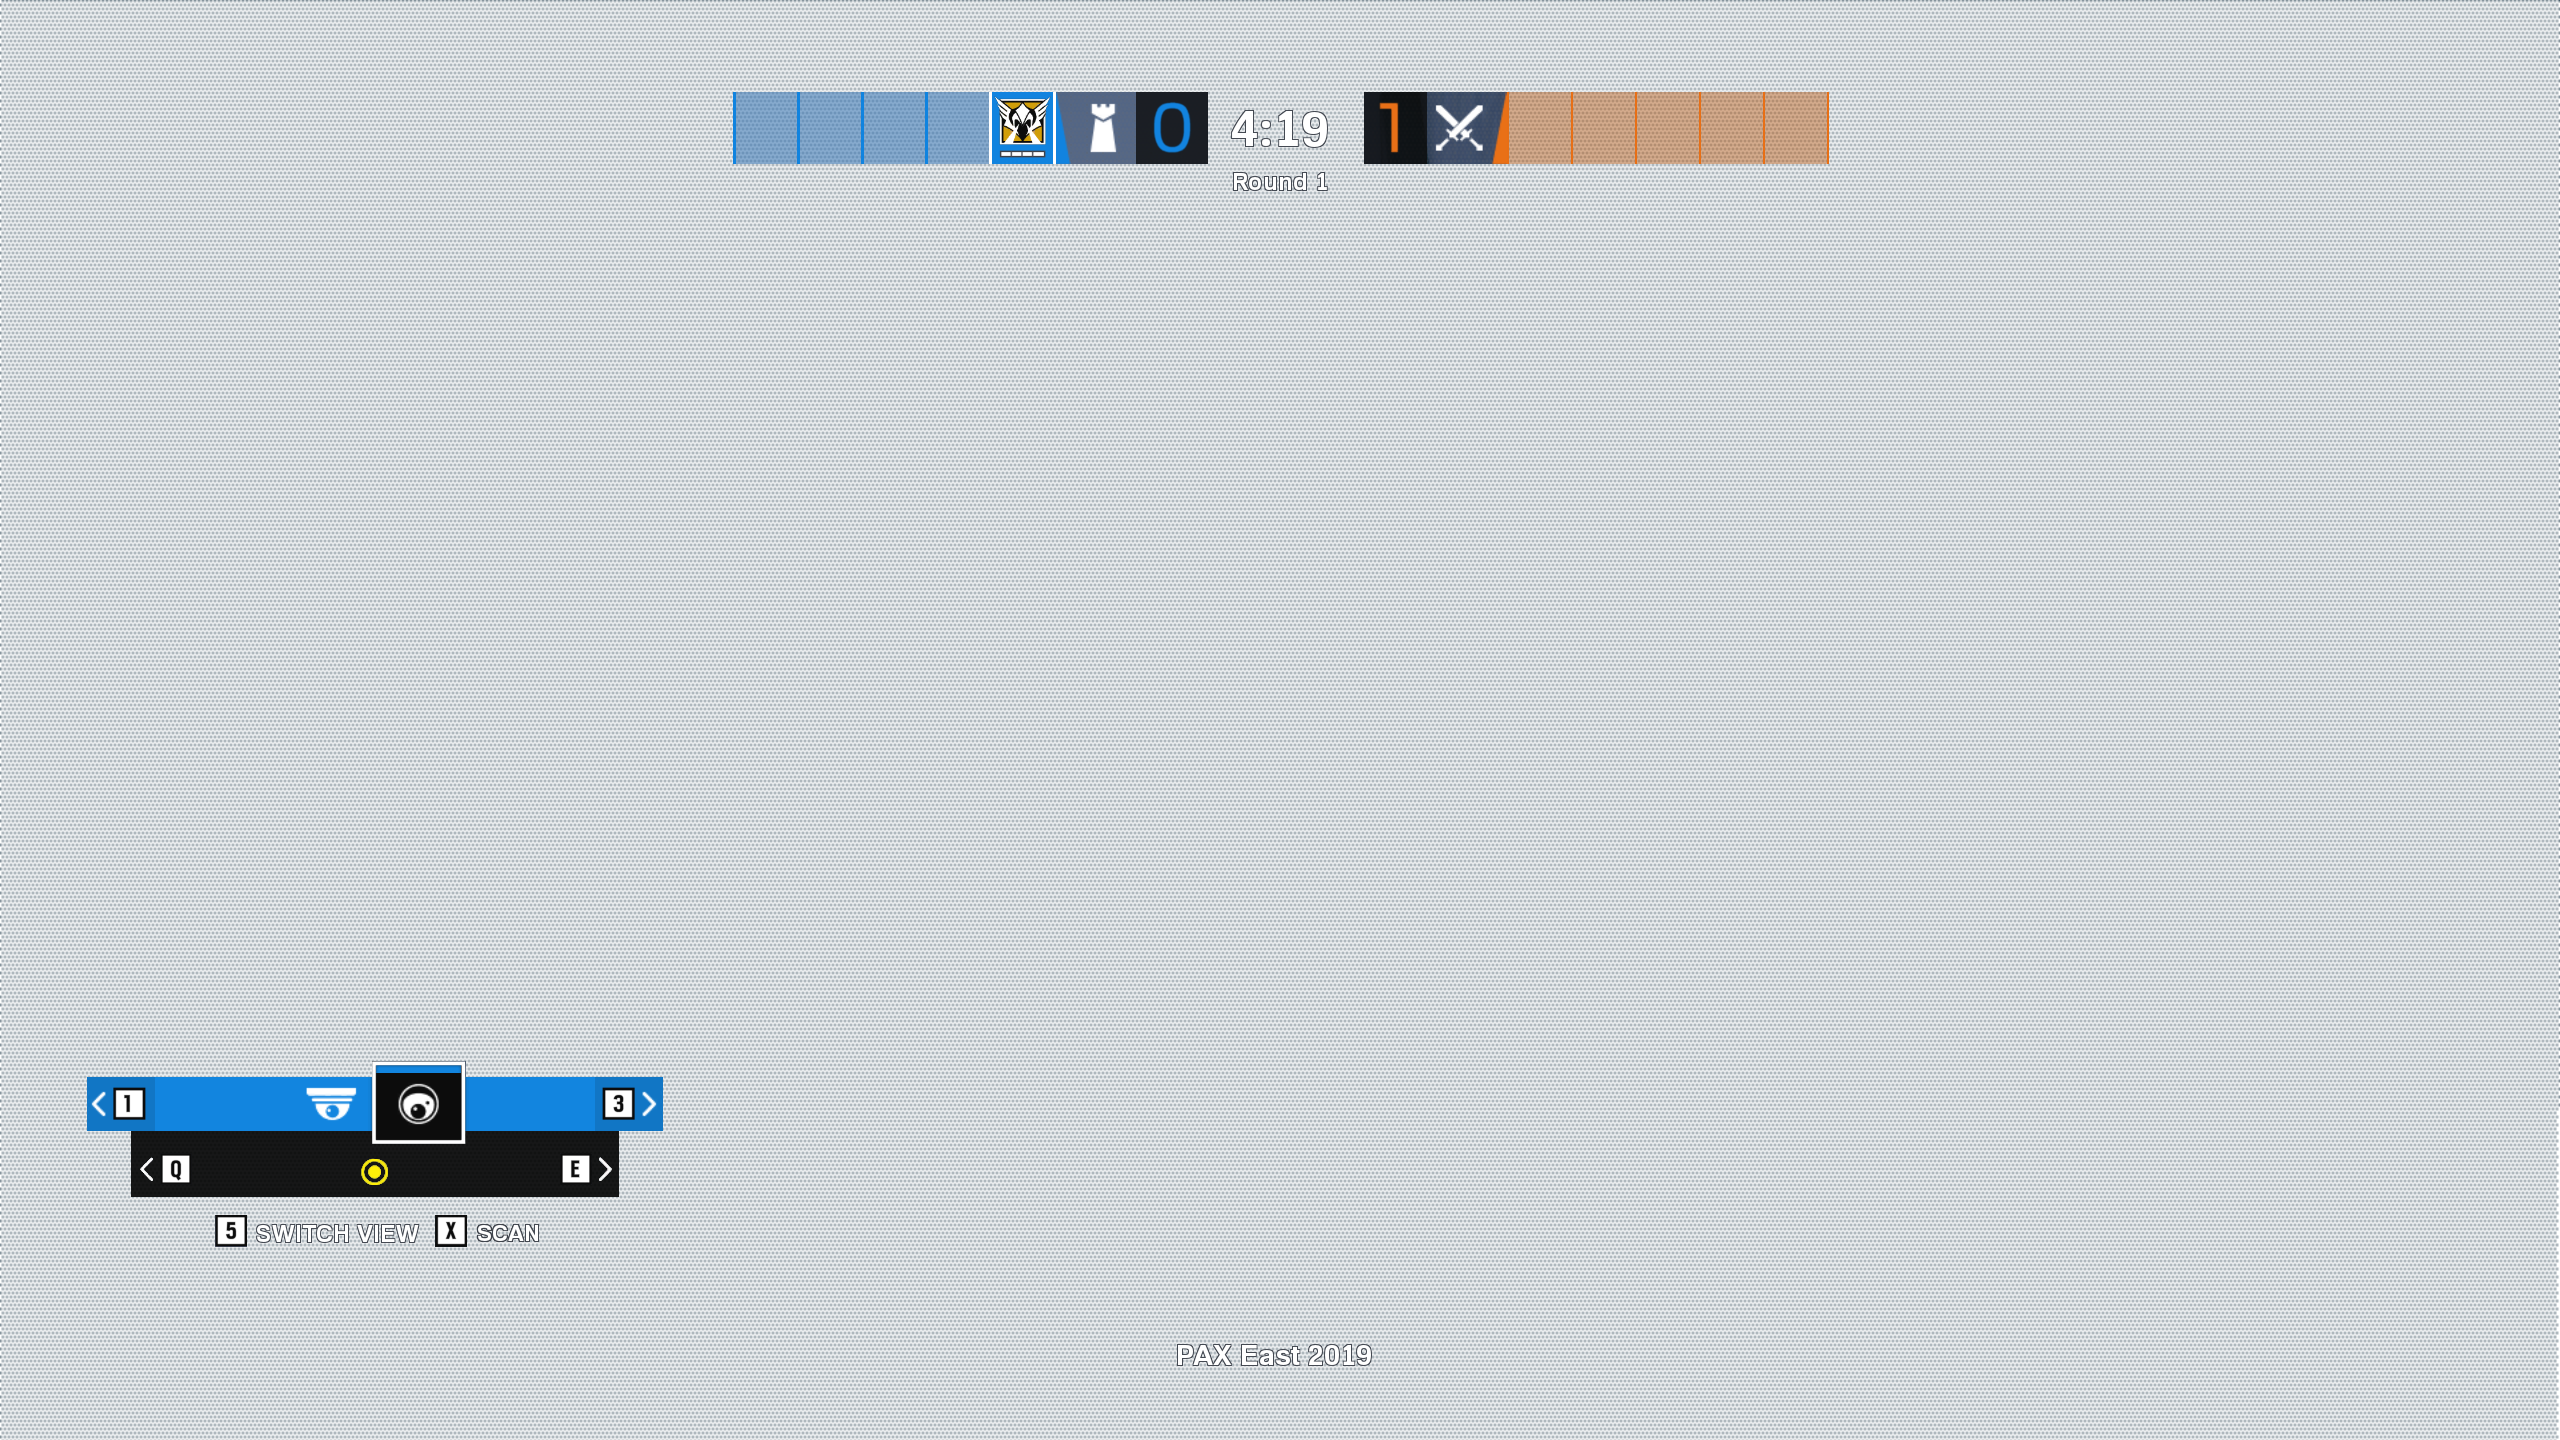 0 4:19 1
Round 1
1 3
Q E
5 SWITCH VIEW X SCAN
PAX East 2019